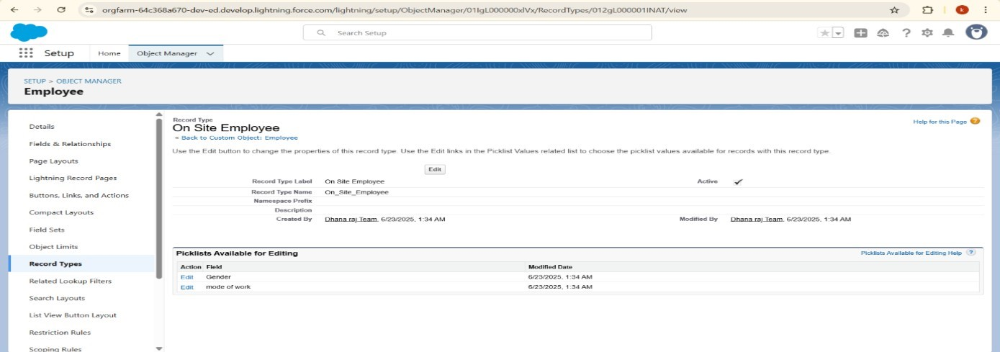 orgfarm-64c368a670-dev-ed.develop.lightning.force.com/lightning/setup/ObjectManager/01IgL000000xlVx/RecordTypes/012gL000001IINAT/view
k
Search Setup
Setup
Home
Object Manager
SETUP > OBJECT MANAGER
Employee
Details
Fields & Relationships
Page Layouts
Lightning Record Pages
Buttons, Links, and Actions
Compact Layouts
Field Sets
Object Limits
Record Types
Related Lookup Filters
Search Layouts
List View Button Layout
Restriction Rules
Scoping Rules
Record Type
On Site Employee
Help for this Page ?
« Back to Custom Object: Employee
Use the Edit button to change the properties of this record type. Use the Edit links in the Picklist Values related list to choose the picklist values available for records with this record type.
Edit
Record Type Label On Site Employee Active
Record Type Name On_Site_Employee
Namespace Prefix
Description
Created By Dhana raj Team, 6/23/2025, 1:34 AM Modified By Dhana raj Team, 6/23/2025, 1:34 AM
Picklists Available for Editing Picklists Available for Editing Help ?
Action Field Modified Date
Edit Gender 6/23/2025, 1:34 AM
Edit mode of work 6/23/2025, 1:34 AM